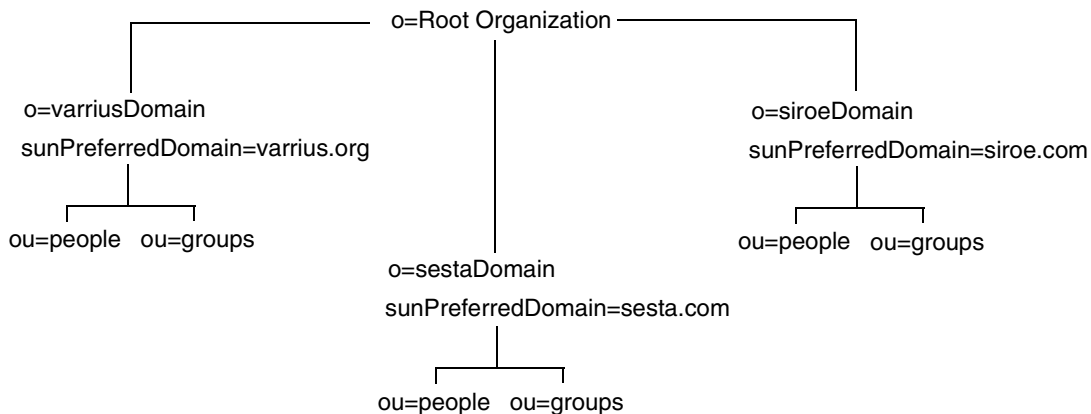 o=Root Organization
o=varriusDomain
sunPreferredDomain=varrius.org
ou=people ou=groups
o=siroeDomain
sunPreferredDomain=siroe.com
ou=people ou=groups
o=sestaDomain
sunPreferredDomain=sesta.com
ou=people ou=groups